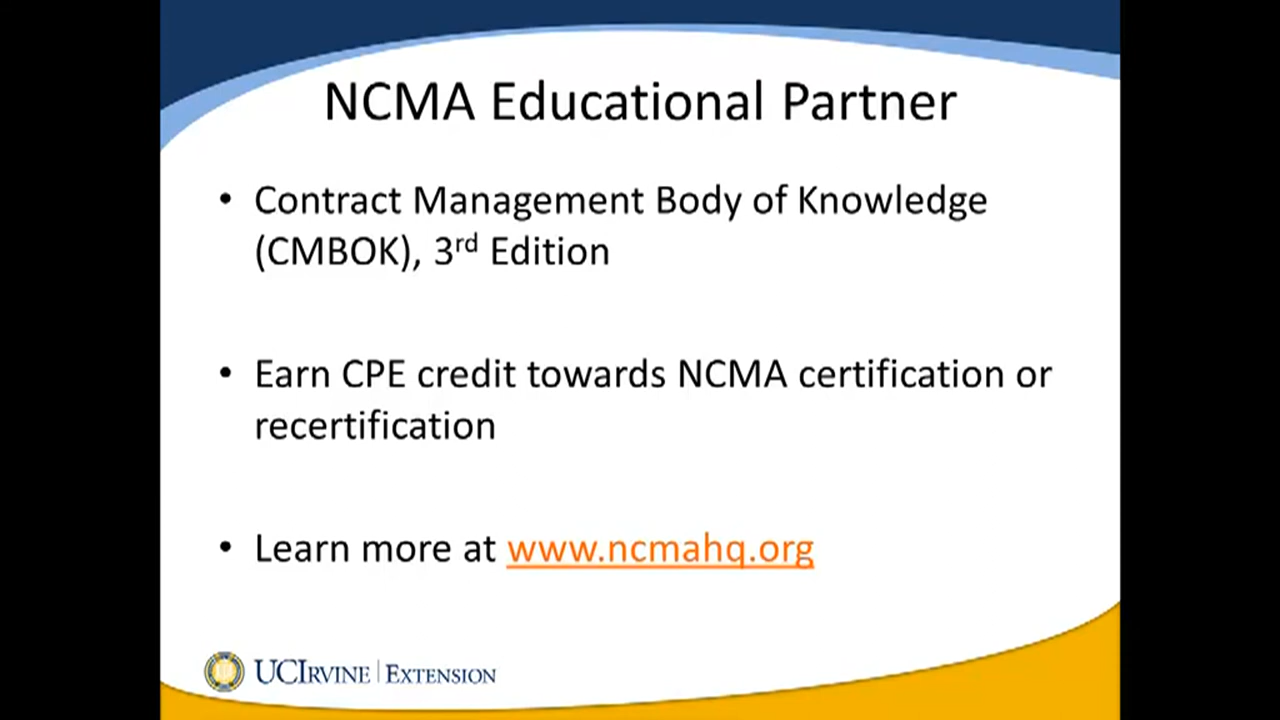 NCMA Educational Partner
• Contract Management Body of Knowledge
(CMBOK), 3rd Edition
• Earn CPE credit towards NCMA certification or
recertification
• Learn more at www.ncmahq.org
UCIRVINE | EXTENSION